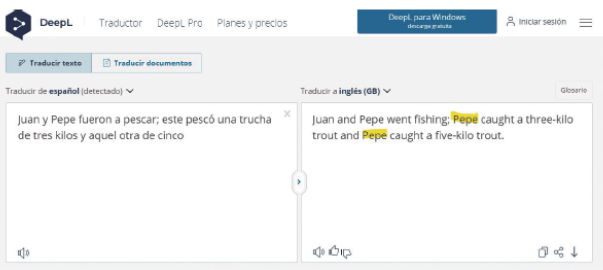 DeepL Traductor DeepL Pro Planes y precios DeepL para Windows Iniciar sesión
descarga gratuita
Traducir texto Traducir documentos
Traducir de español (detectado) Traducir a inglés (GB) Glosario
Juan y Pepe fueron a pescar; este pescó una trucha
de tres kilos y aquel otra de cinco
Juan and Pepe went fishing; Pepe caught a three-kilo
trout and Pepe caught a five-kilo trout.